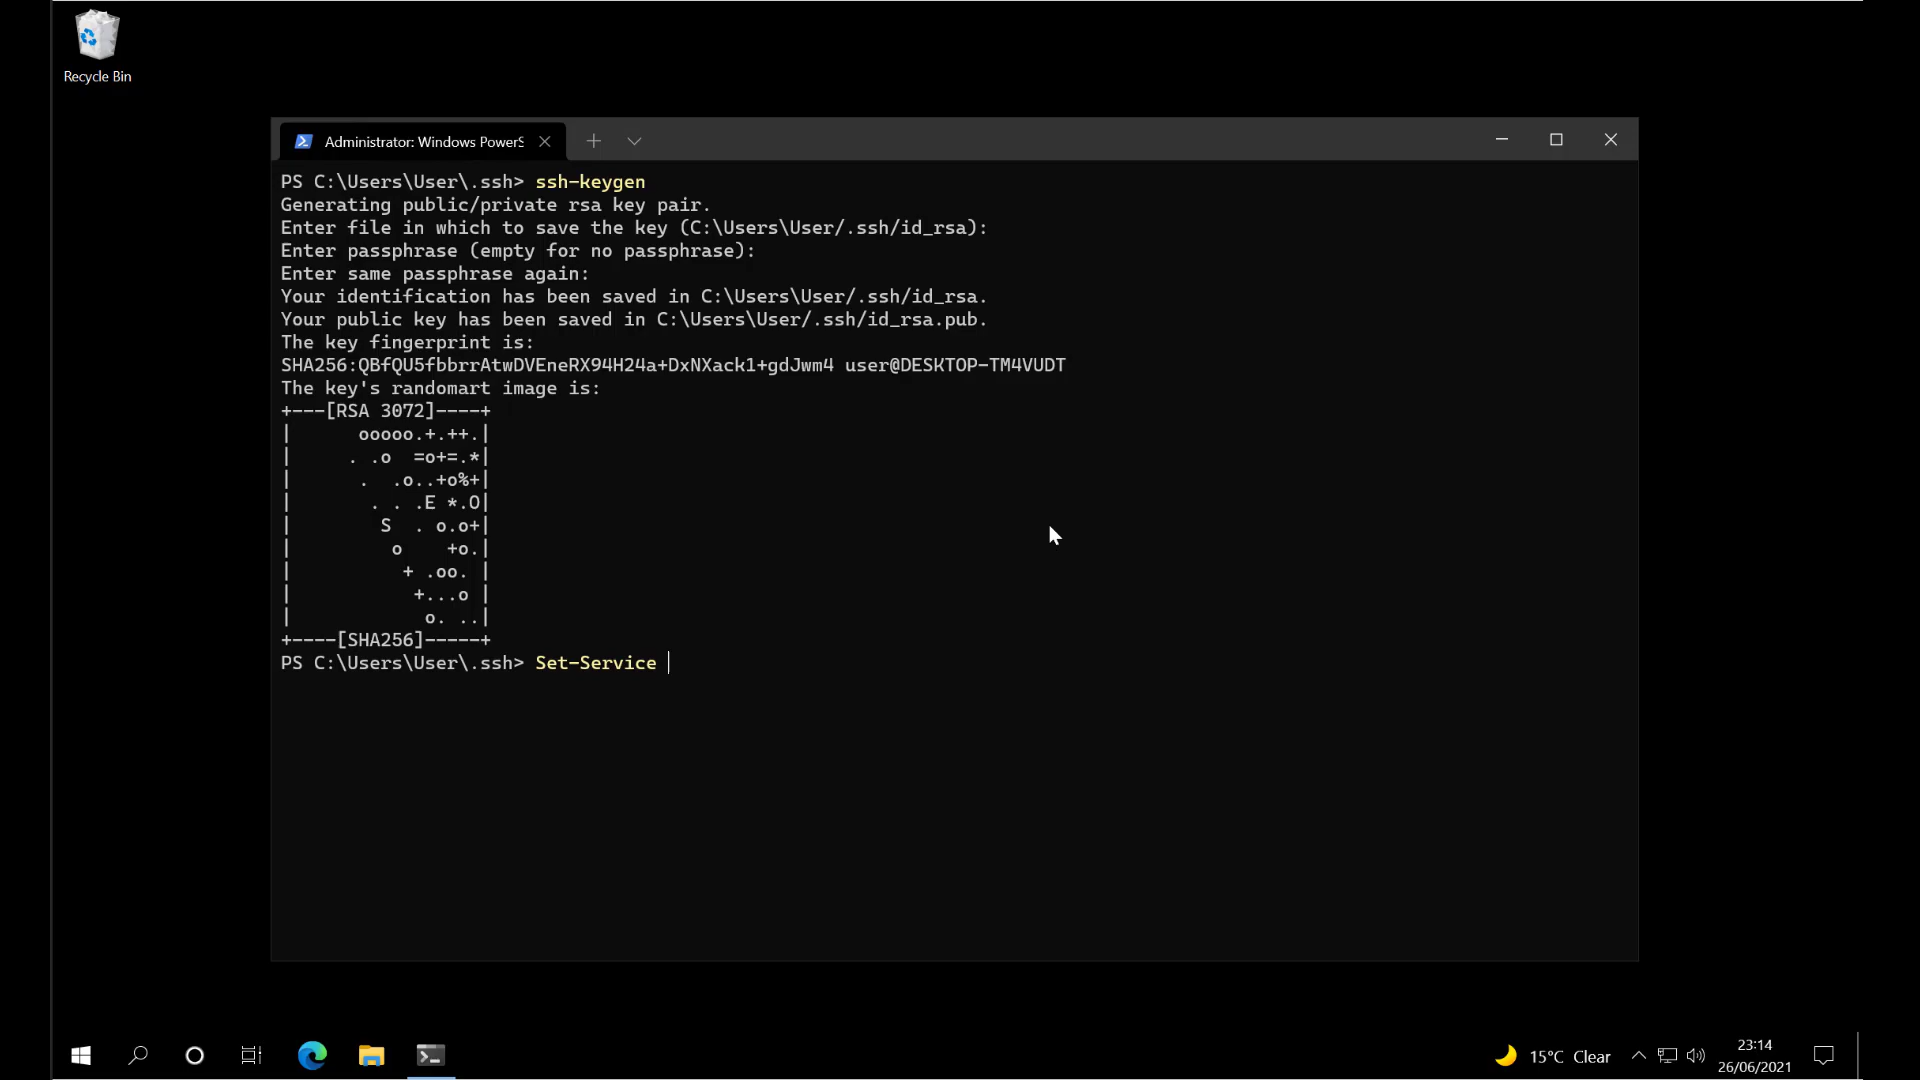 Recycle Bin
Administrator: Windows PowerS
PS C:\Users\User\.ssh> ssh-keygen
Generating public/private rsa key pair.
Enter file in which to save the key (C:\Users\User/.ssh/id_rsa):
Enter passphrase (empty for no passphrase):
Enter same passphrase again:
Your identification has been saved in C:\Users\User/.ssh/id_rsa.
Your public key has been saved in C:\Users\User/.ssh/id_rsa.pub.
The key fingerprint is:
SHA256:QBfQU5fbbrrAtwDVEneRX94H24a+DxNXack1+gdJwm4 user@DESKTOP-TM4VUDT
The key's randomart image is:
+---[RSA 3072]----+
|      ooooo.+.++.|
|     . .o  =o+=.*|
|      .  .o..+o%+|
|       . . .E *.O|
|        S  . o.o+|
|         o    +o.|
|          + .oo. |
|           +...o |
|            o. ..|
+----[SHA256]-----+
PS C:\Users\User\.ssh> Set-Service
15°C Clear
23:14
26/06/2021